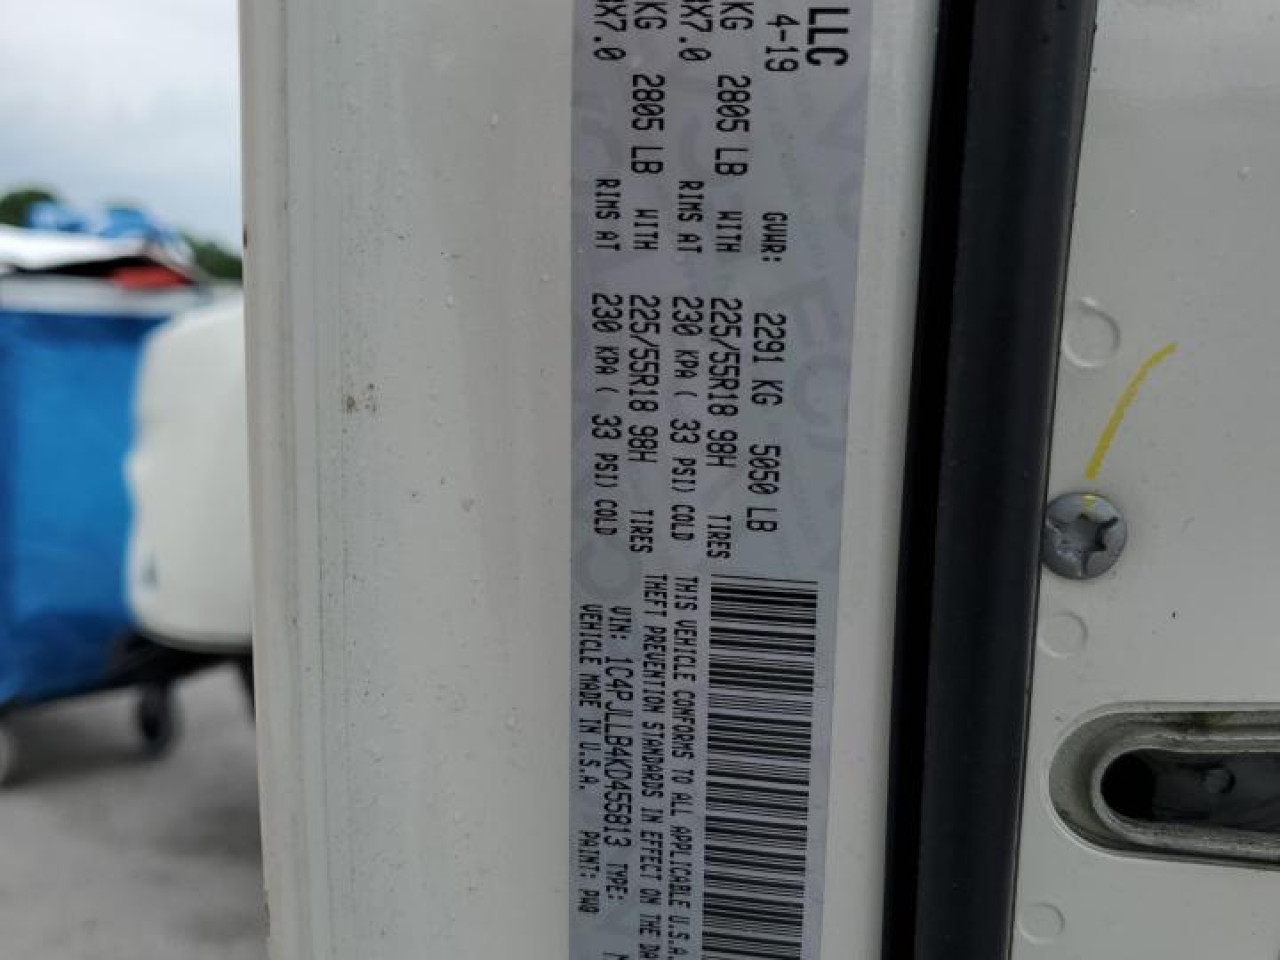 LLC
4-19 GVWR: 2291 KG 5050 LB
KG 2805 LB WITH 225/55R18 98H TIRES
X7.0 RIMS AT 230 KPA ( 33 PSI) COLD
KG 2805 LB WITH 225/55R18 98H TIRES
X7.0 RIMS AT 230 KPA ( 33 PSI) COLD
THIS VEHICLE CONFORMS TO ALL APPLICABLE U.S.A.
THEFT PREVENTION STANDARDS IN EFFECT ON THE DA
VIN: 1C4PJLLB4KD455813 TYPE:
VEHICLE MADE IN U.S.A. PAINT: PW8